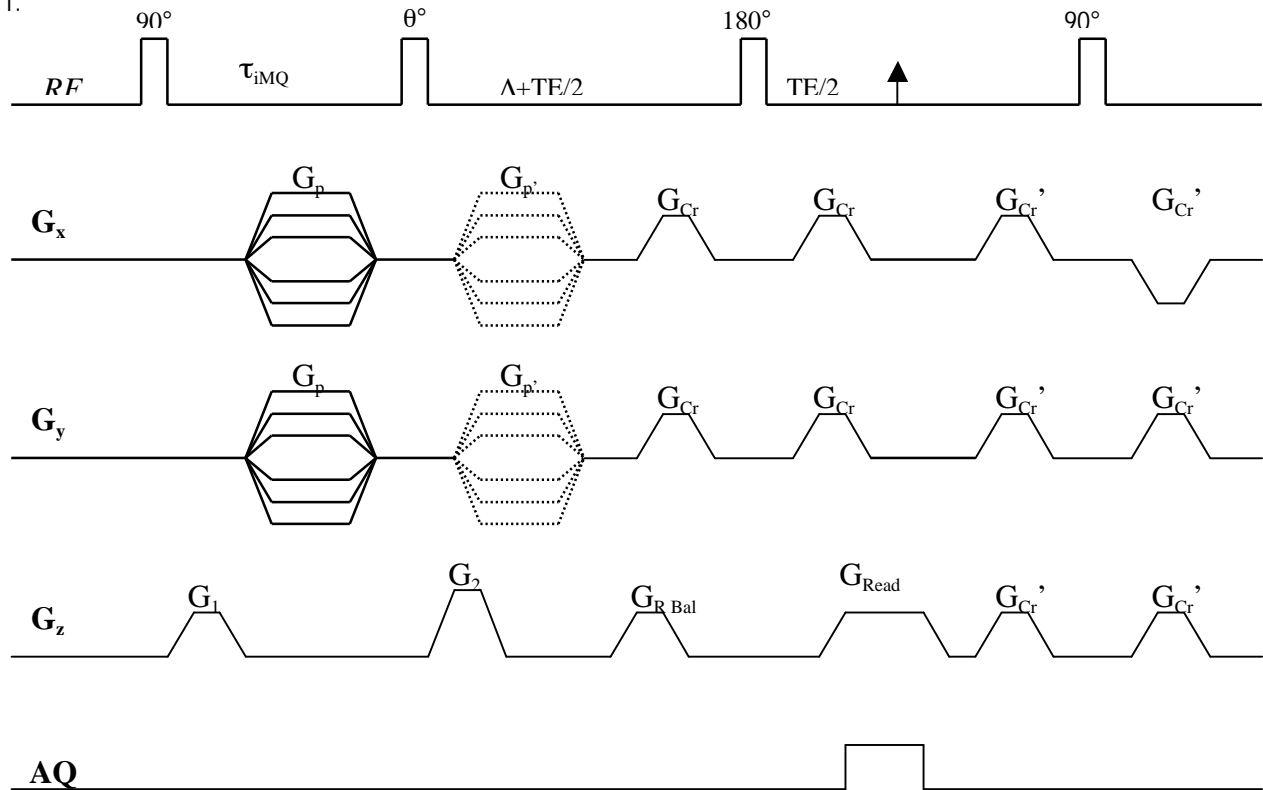 1.
90° θ° 180° 90°
RF τiMQ Δ+TE/2 TE/2
Gp Gp' GCr GCr GCr' GCr'
Gx
Gp Gp' GCr GCr GCr' GCr'
Gy
G1 G2 GR Bal GRead GCr' GCr'
Gz
AQ